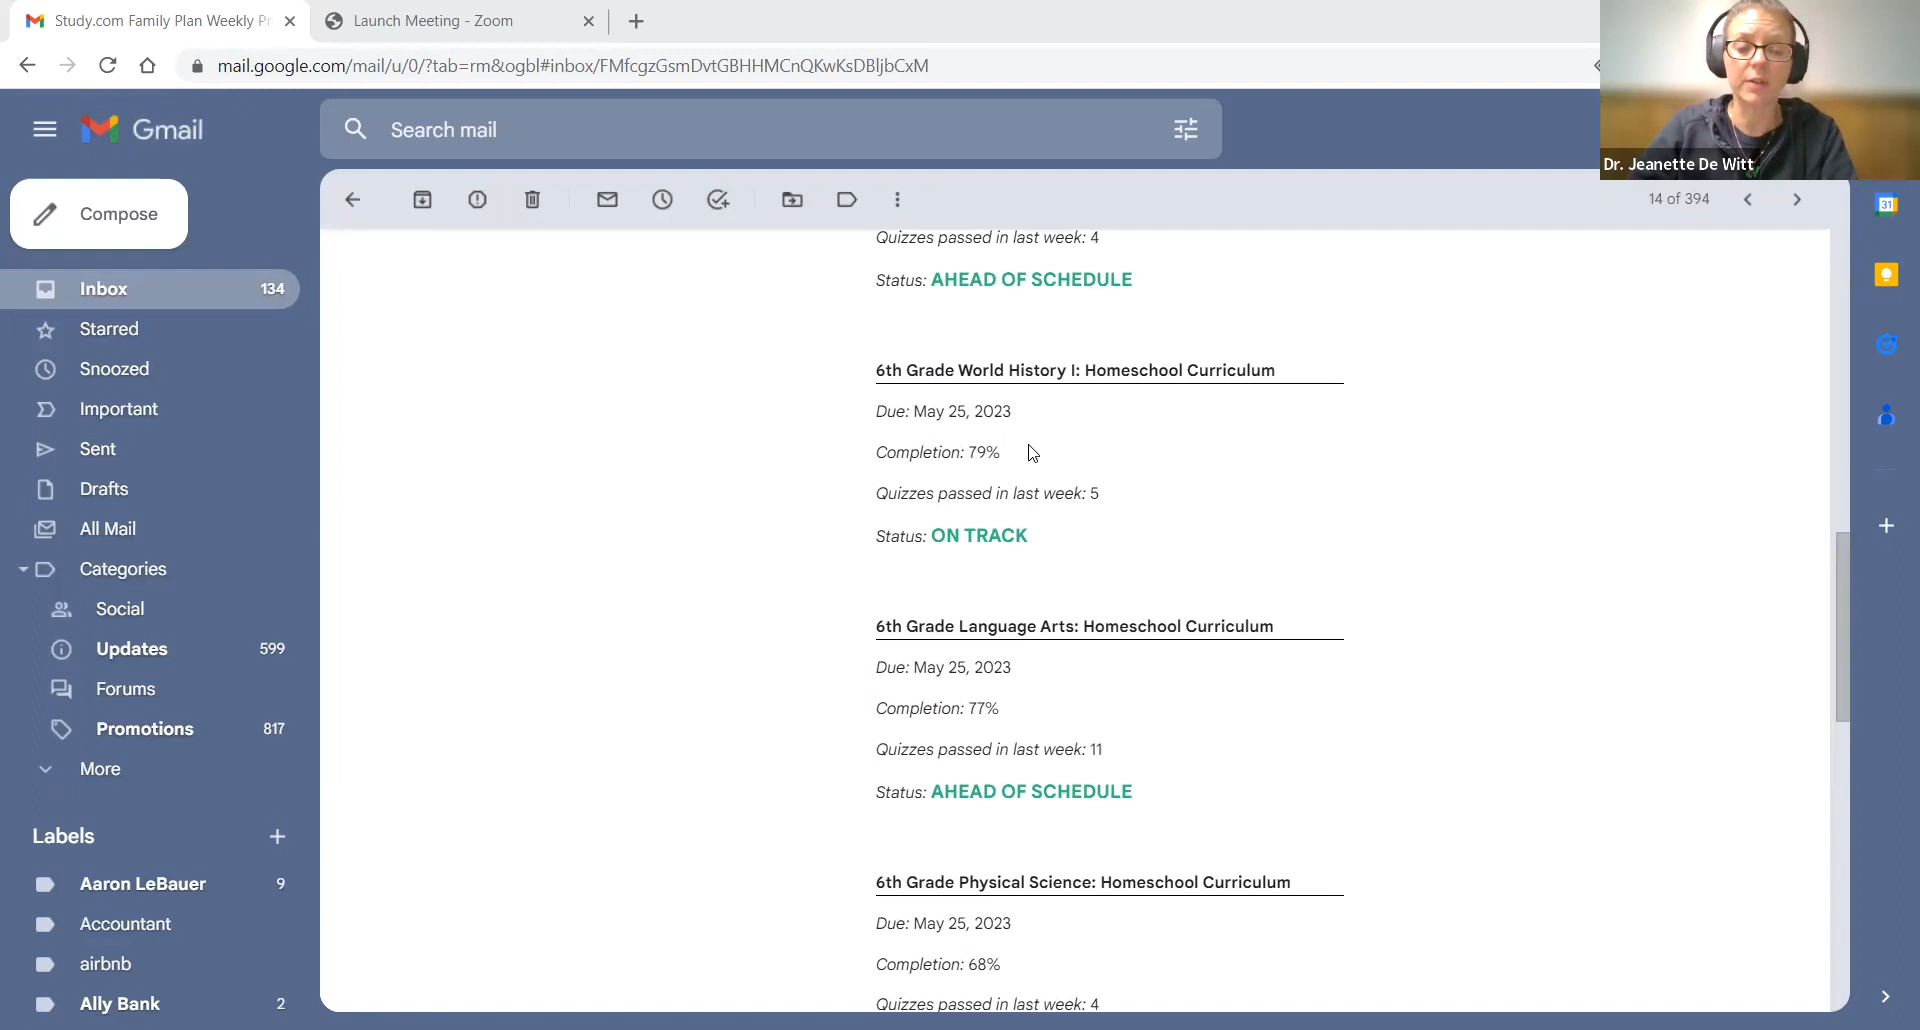 Study.com Family Plan Weekly Pr
Launch Meeting - Zoom
mail.google.com/mail/u/0/?tab=rm&ogbl#inbox/FMfcgzGsmDvtGBHHMCnQKwKsDBljbCxM
Gmail
Search mail
Dr. Jeanette De Witt
Compose
14 of 394
31
Inbox 134
Starred
Snoozed
Important
Sent
Drafts
All Mail
Categories
Social
Updates 599
Forums
Promotions 817
More
Labels
Aaron LeBauer 9
Accountant
airbnb
Ally Bank 2
Quizzes passed in last week: 4
Status: AHEAD OF SCHEDULE
6th Grade World History I: Homeschool Curriculum
Due: May 25, 2023
Completion: 79%
Quizzes passed in last week: 5
Status: ON TRACK
6th Grade Language Arts: Homeschool Curriculum
Due: May 25, 2023
Completion: 77%
Quizzes passed in last week: 11
Status: AHEAD OF SCHEDULE
6th Grade Physical Science: Homeschool Curriculum
Due: May 25, 2023
Completion: 68%
Quizzes passed in last week: 4